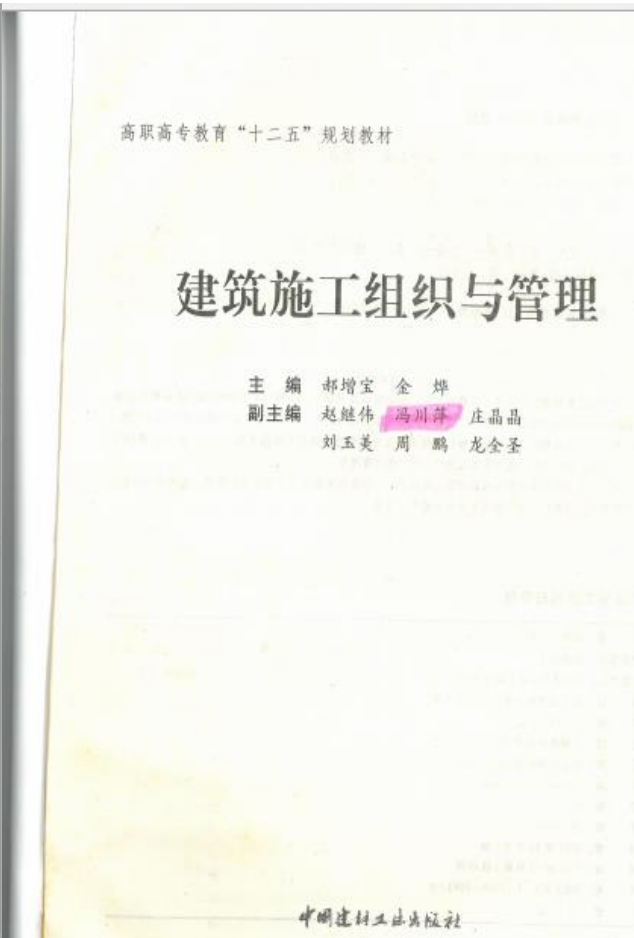 高职高专教育“十二五”规划教材
建筑施工组织与管理
主 编 郝增宝 金 烨
副主编 赵继伟 冯川萍 庄晶晶
刘玉美 周 鹏 龙全圣
中国建材工业出版社